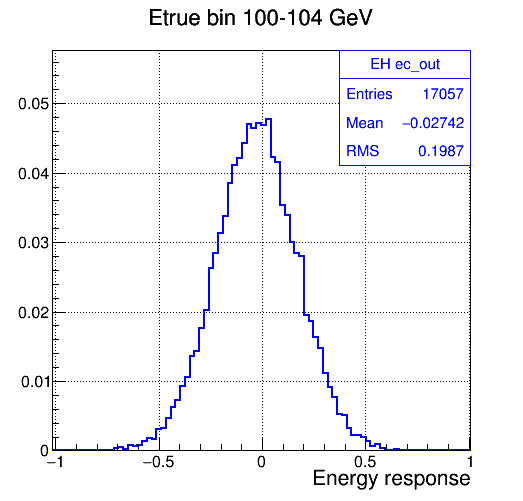 Etrue bin 100-104 GeV
EH ec_out
Entries 17057
Mean −0.02742
RMS 0.1987
0.05
0.04
0.03
0.02
0.01
0
−1 −0.5 0 0.5 1
Energy response